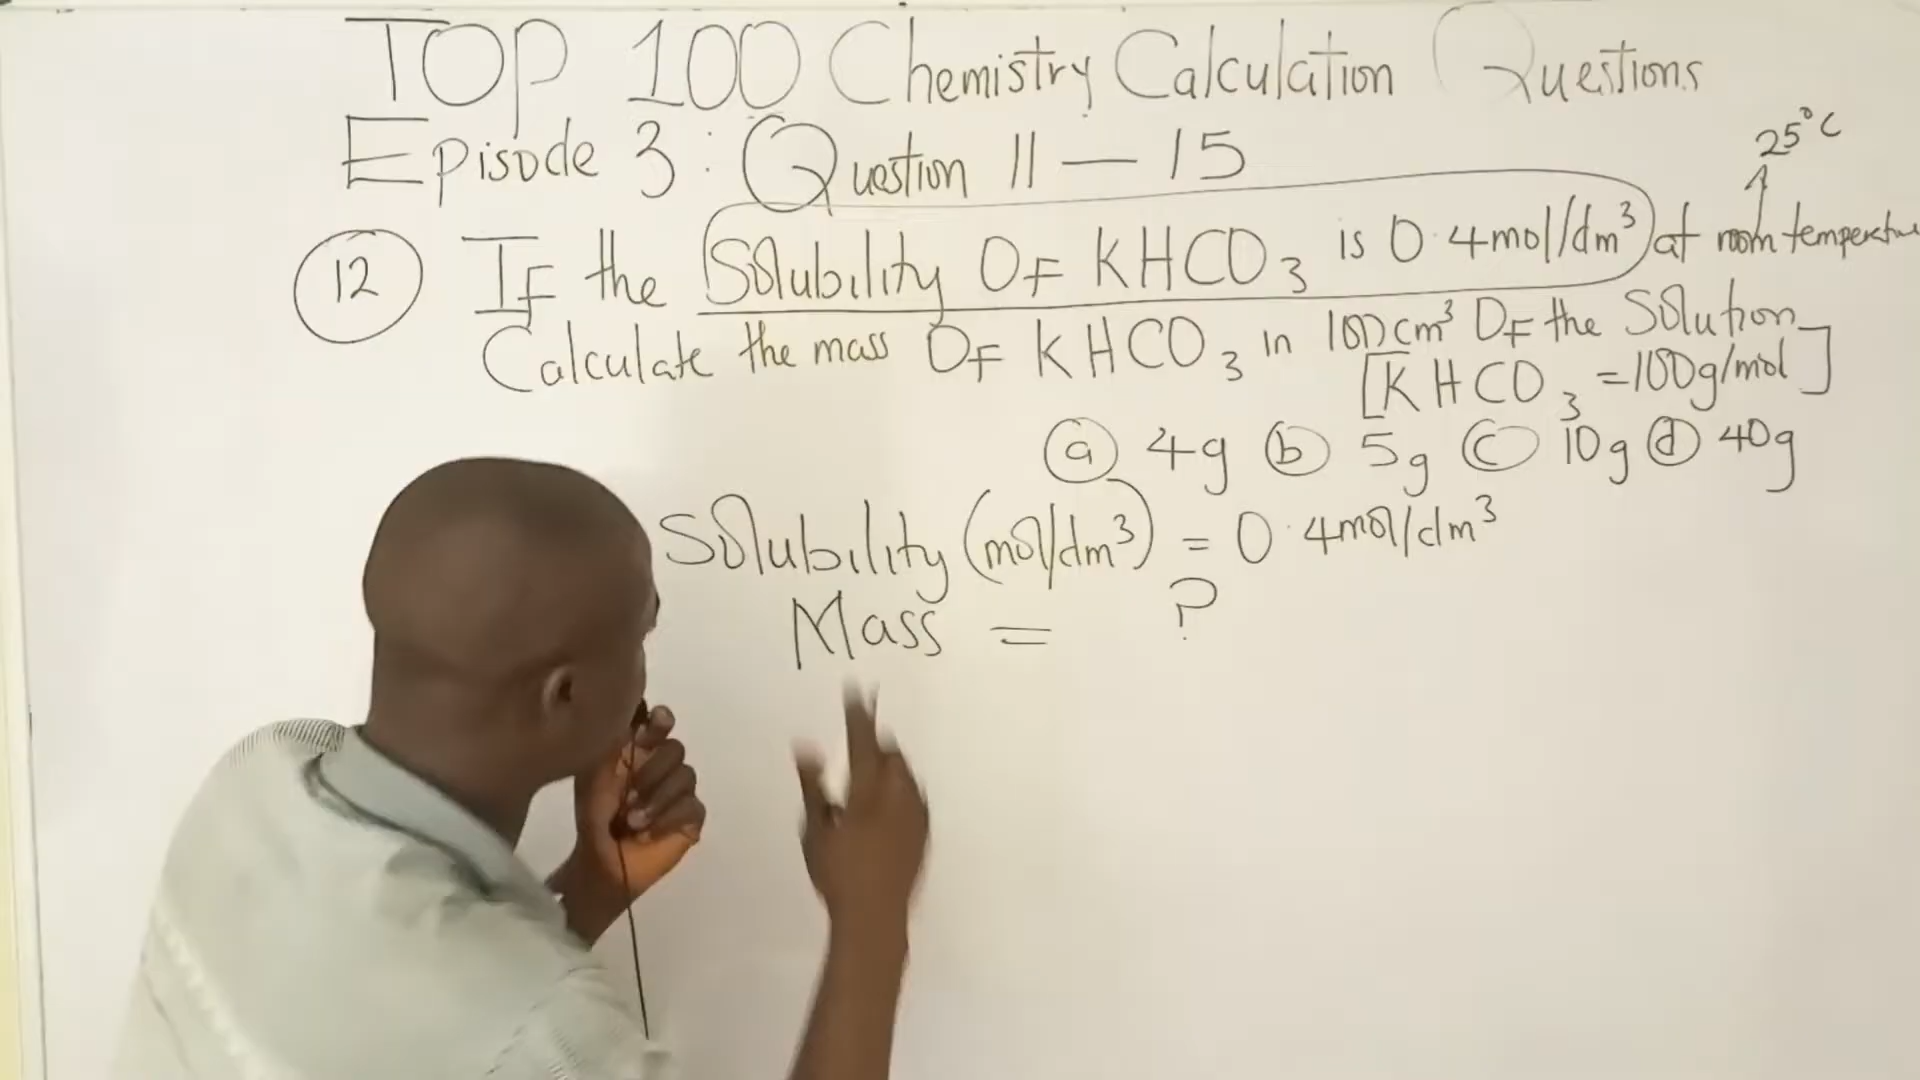 TOP 100 Chemistry Calculation Questions
Episode 3: Question 11 — 15
25°C
12 If the Solubility Of KHCO3 is 0.4mol/dm³ at room temperature
Calculate the mass Of KHCO3 in 100cm³ Of the Solution
[KHCO3 = 100g/mol]
a 4g b 5g c 10g d 40g
Solubility (mol/dm³) = 0.4mol/dm³
Mass = ?